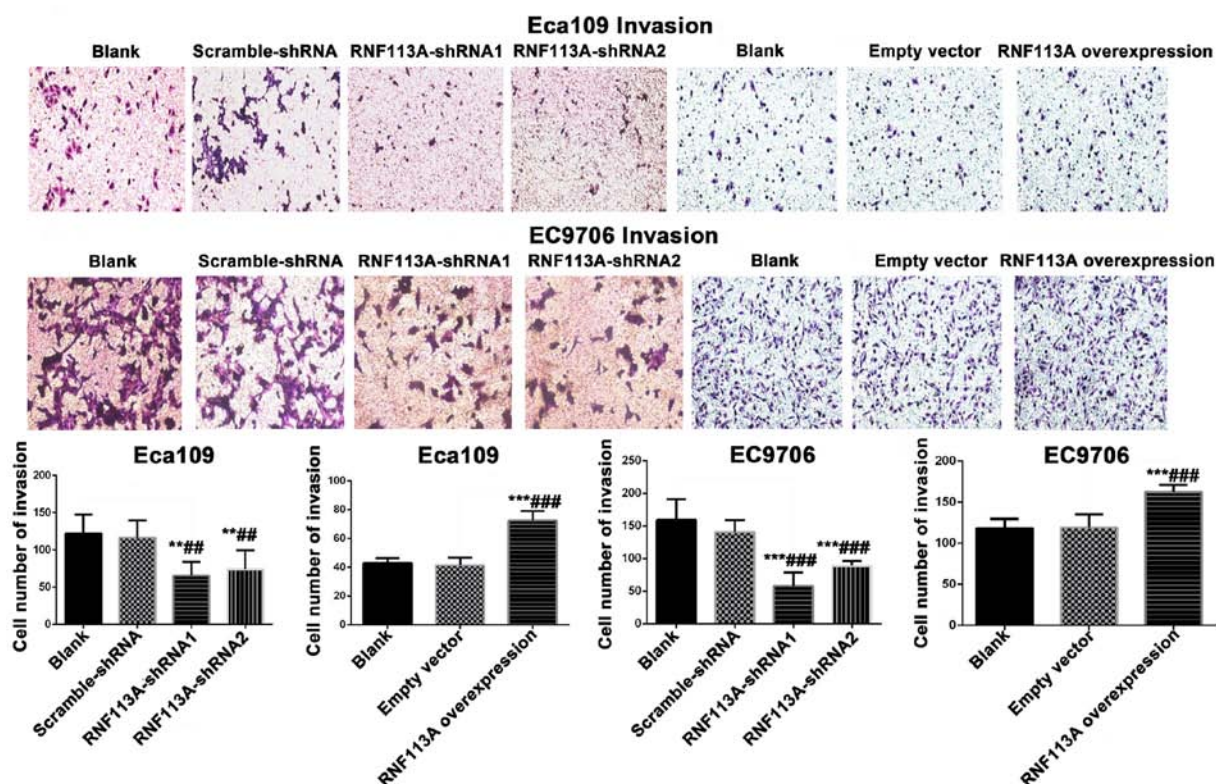 Eca109 Invasion
Blank Scramble-shRNA RNF113A-shRNA1 RNF113A-shRNA2 Blank Empty vector RNF113A overexpression
EC9706 Invasion
Blank Scramble-shRNA RNF113A-shRNA1 RNF113A-shRNA2 Blank Empty vector RNF113A overexpression
Eca109
Cell number of invasion
200
150
100
50
0
**##
**##
Blank
Scramble-shRNA
RNF113A-shRNA1
RNF113A-shRNA2
Eca109
Cell number of invasion
100
80
60
40
20
0
***###
Blank
Empty vector
RNF113A overexpression
EC9706
Cell number of invasion
250
200
150
100
50
0
***###
***###
Blank
Scramble-shRNA
RNF113A-shRNA1
RNF113A-shRNA2
EC9706
Cell number of invasion
200
150
100
50
0
***###
Blank
Empty vector
RNF113A overexpression